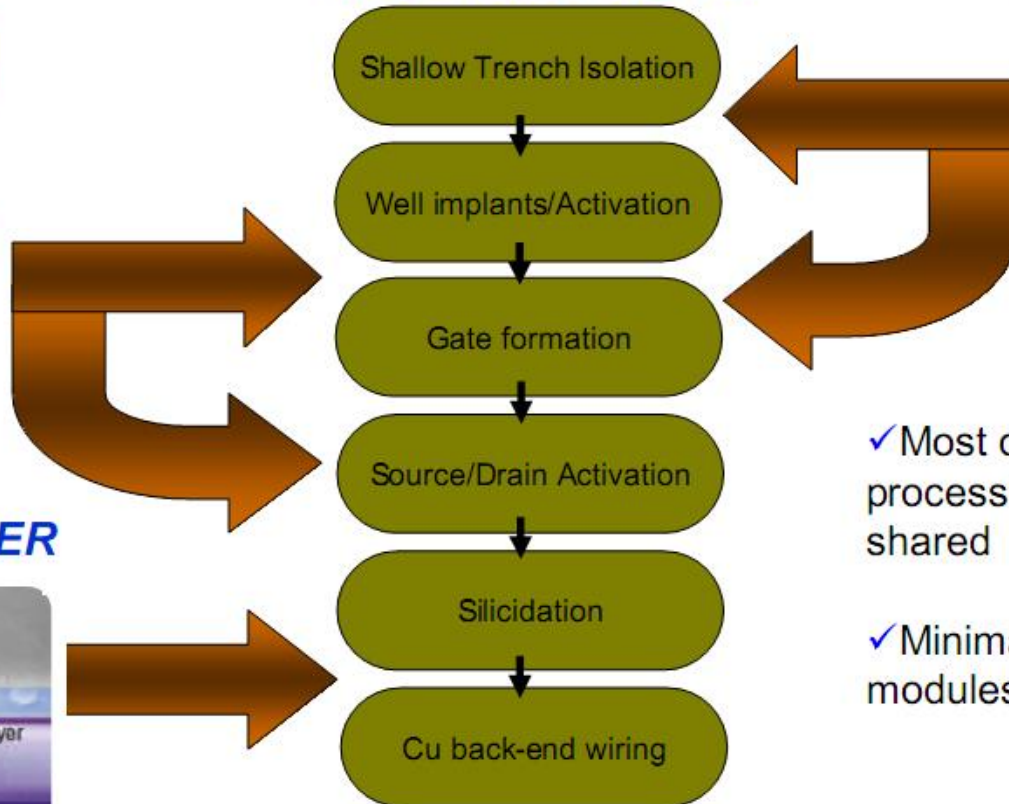 Shallow Trench Isolation
Well implants/Activation
Gate formation
Source/Drain Activation
Silicidation
Cu back-end wiring
ER
yer
✓Most
process
shared
✓Minima
modules